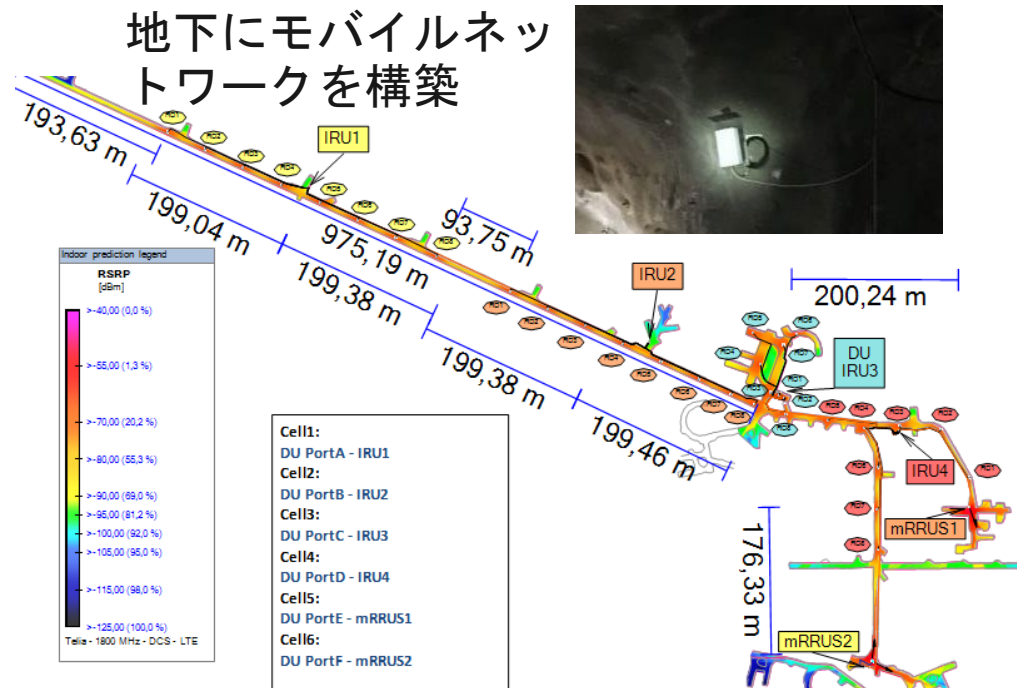 地下にモバイルネッ
トワークを構築
193,63 m
IRU1
199,04 m
975,19 m
93,75 m
199,38 m
IRU2
200,24 m
DU
IRU3
199,38 m
199,46 m
IRU4
mRRUS1
176,33 m
mRRUS2
Indoor prediction legend
RSRP
[dBm]
>-40,00 (0,0 %)
>-55,00 (1,3 %)
>-70,00 (20,2 %)
>-80,00 (55,3 %)
>-90,00 (69,0 %)
>-95,00 (81,2 %)
>-100,00 (92,0 %)
>-105,00 (95,0 %)
>-115,00 (98,0 %)
>-125,00 (100,0 %)
Telia - 1800 MHz - DCS - LTE
Cell1:
DU PortA - IRU1
Cell2:
DU PortB - IRU2
Cell3:
DU PortC - IRU3
Cell4:
DU PortD - IRU4
Cell5:
DU PortE - mRRUS1
Cell6:
DU PortF - mRRUS2